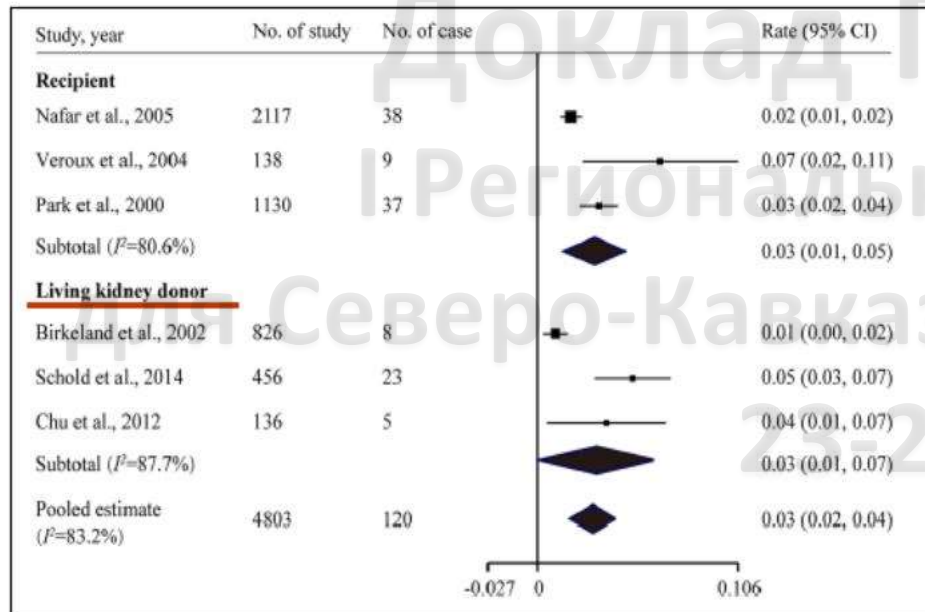 Доклад П
I Региональ
для Северо-Кавказ
23-2
Study, year No. of study No. of case Rate (95% CI)
Recipient
Nafar et al., 2005 2117 38 0.02 (0.01, 0.02)
Veroux et al., 2004 138 9 0.07 (0.02, 0.11)
Park et al., 2000 1130 37 0.03 (0.02, 0.04)
Subtotal (I²=80.6%) 0.03 (0.01, 0.05)
Living kidney donor
Birkeland et al., 2002 826 8 0.01 (0.00, 0.02)
Schold et al., 2014 456 23 0.05 (0.03, 0.07)
Chu et al., 2012 136 5 0.04 (0.01, 0.07)
Subtotal (I²=87.7%) 0.03 (0.01, 0.07)
Pooled estimate
(I²=83.2%) 4803 120 0.03 (0.02, 0.04)
-0.027 0 0.106